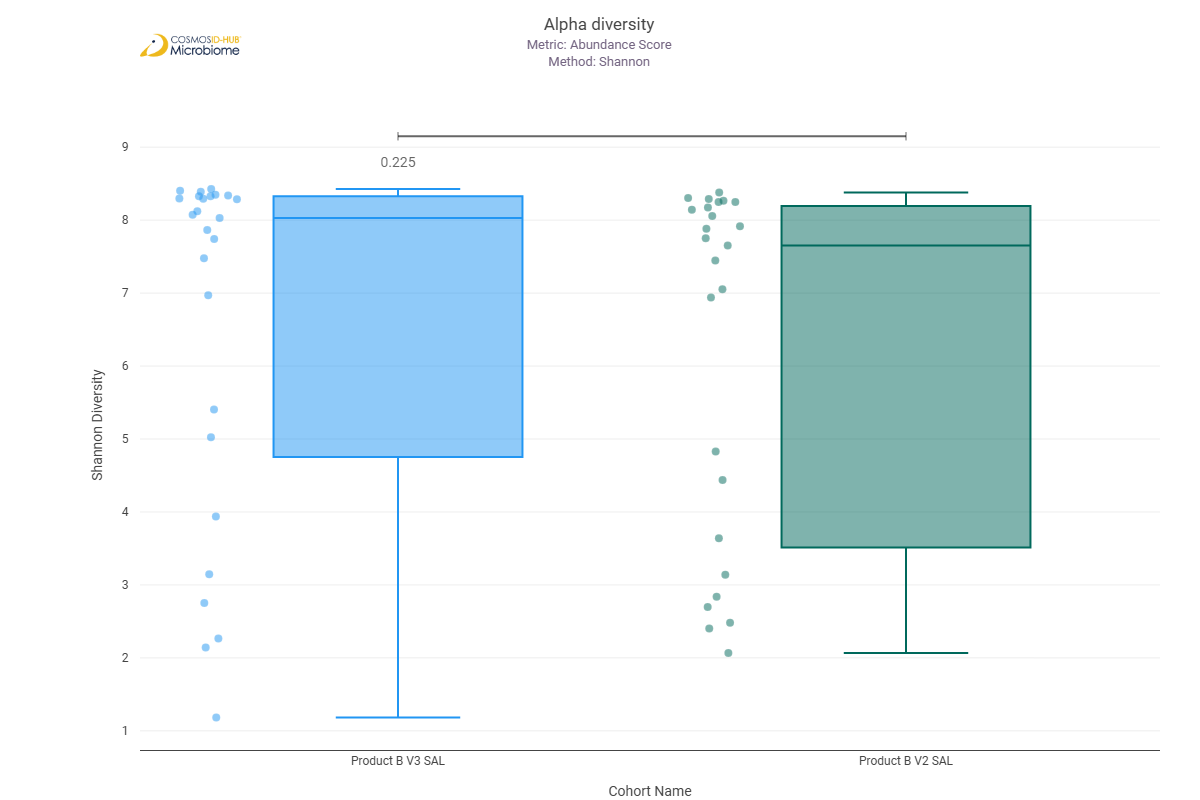 Alpha diversity
Metric: Abundance Score
Method: Shannon
COSMOSID-HUB
Microbiome
0.225
9
8
7
6
5
4
3
2
1
Shannon Diversity
Product B V3 SAL
Product B V2 SAL
Cohort Name